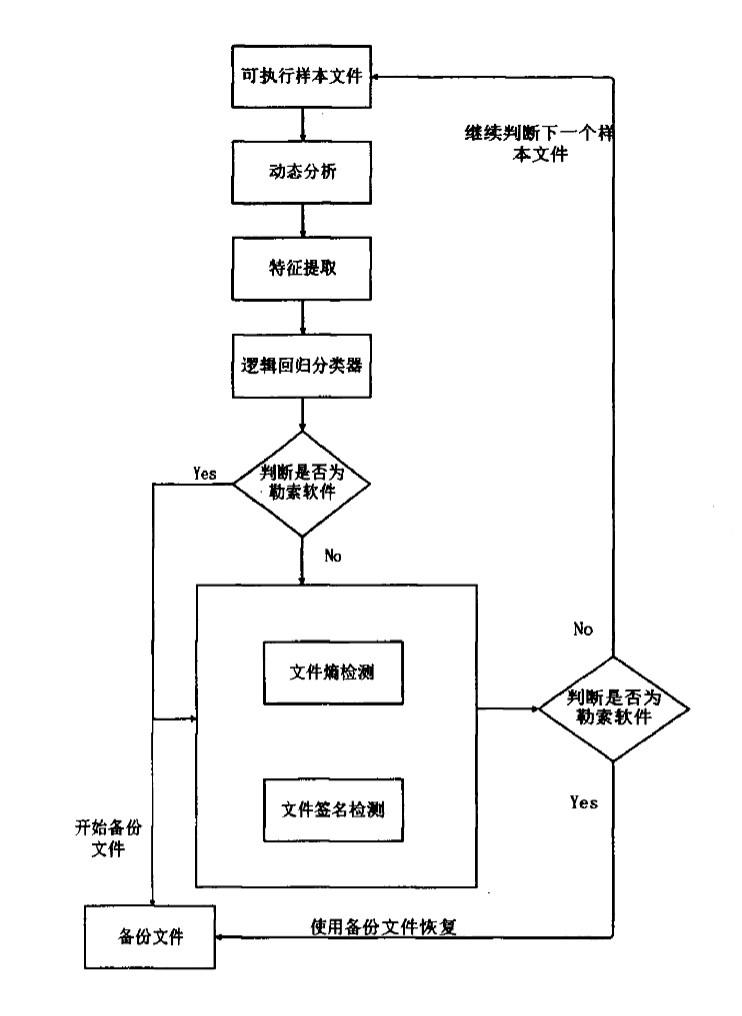 可执行样本文件
继续判断下一个样
本文件
动态分析
特征提取
逻辑回归分类器
Yes
判断是否为
勒索软件
No
No
文件熵检测
判断是否为
勒索软件
Yes
文件签名检测
开始备份
文件
备份文件
使用备份文件恢复